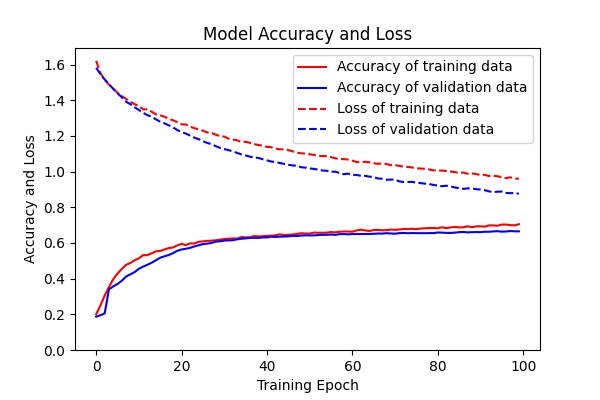 Model Accuracy and Loss
Accuracy of training data
Accuracy of validation data
Loss of training data
Loss of validation data
Accuracy and Loss
1.6
1.4
1.2
1.0
0.8
0.6
0.4
0.2
0.0
0 20 40 60 80 100
Training Epoch